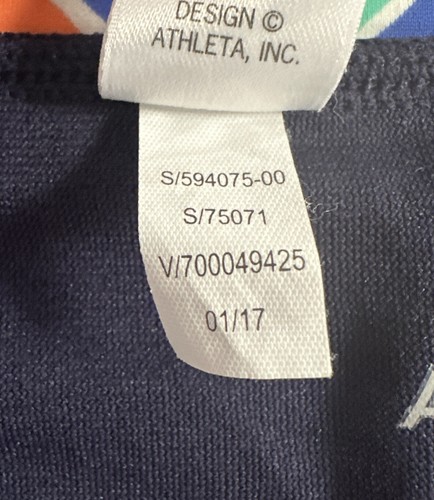 DESIGN ©
ATHLETA, INC.
S/594075-00
S/75071
V/700049425
01/17